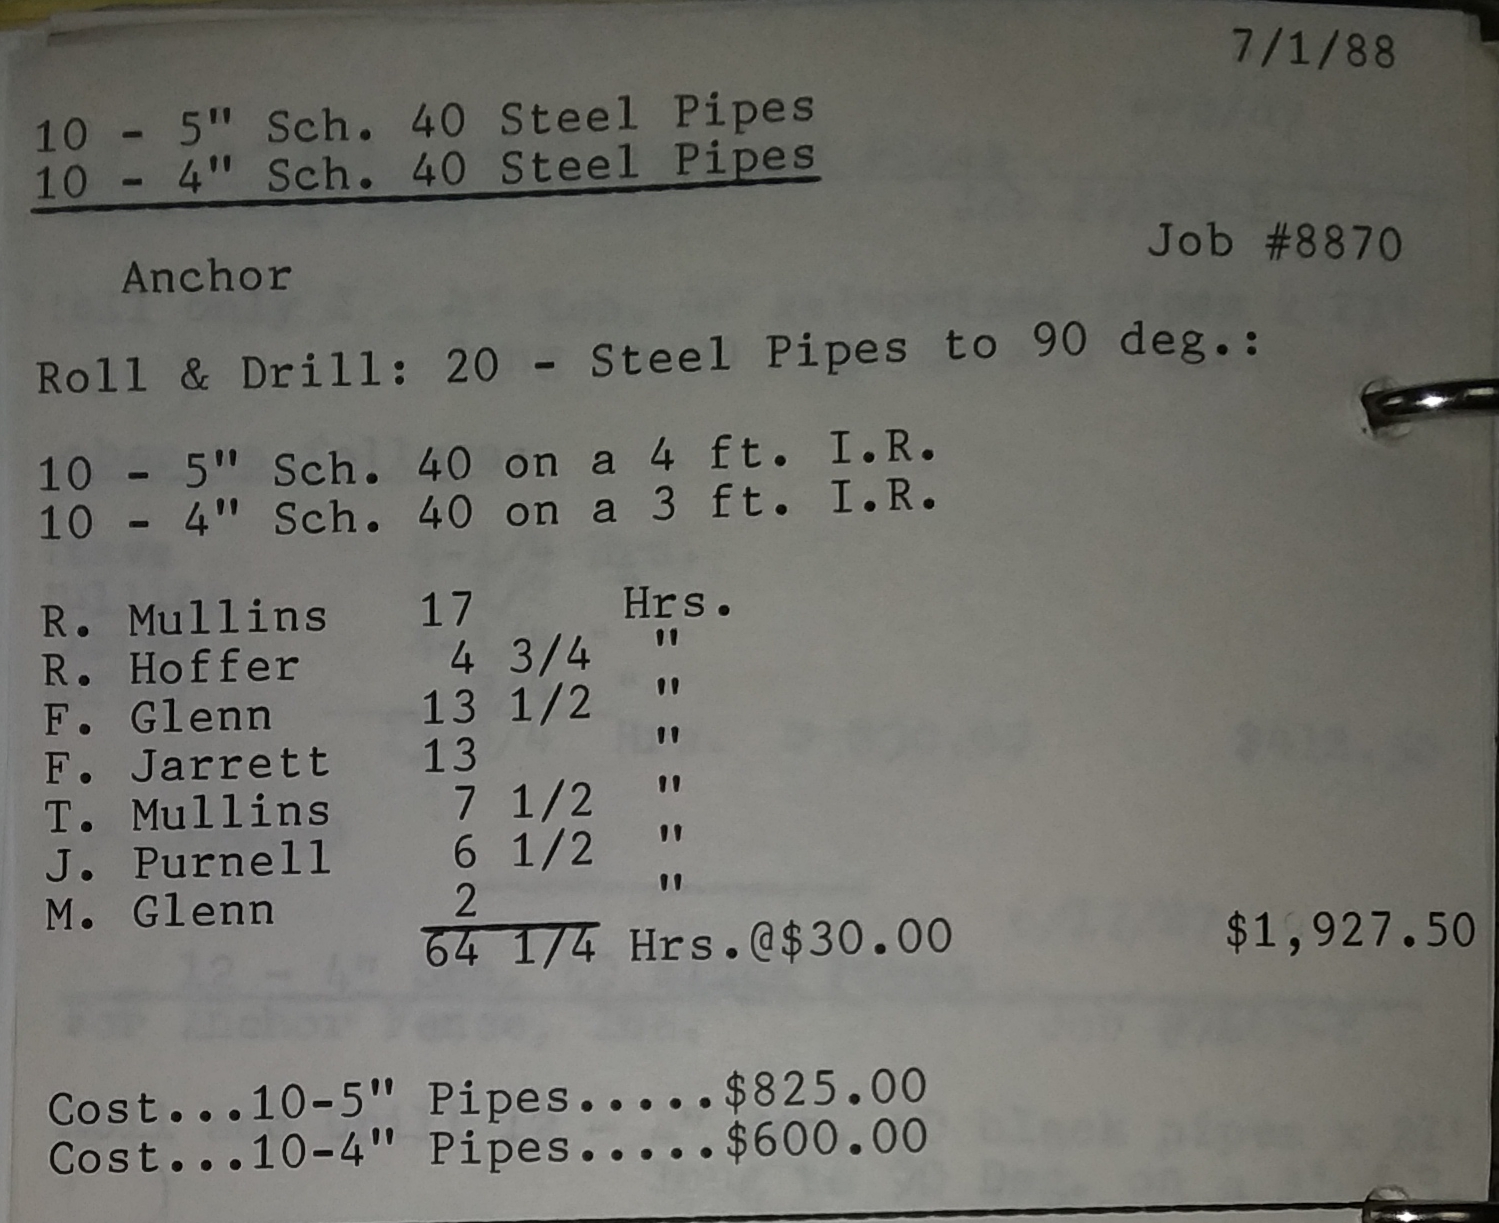 7/1/88
10 - 5" Sch. 40 Steel Pipes
10 - 4" Sch. 40 Steel Pipes
Job #8870
Anchor
Roll & Drill: 20 - Steel Pipes to 90 deg.:
10 - 5" Sch. 40 on a 4 ft. I.R.
10 - 4" Sch. 40 on a 3 ft. I.R.
R. Mullins 17 Hrs.
R. Hoffer 4 3/4 "
F. Glenn 13 1/2 "
F. Jarrett 13 "
T. Mullins 7 1/2 "
J. Purnell 6 1/2 "
M. Glenn 2 "
64 1/4 Hrs.@$30.00 $1,927.50
Cost...10-5" Pipes.....$825.00
Cost...10-4" Pipes.....$600.00